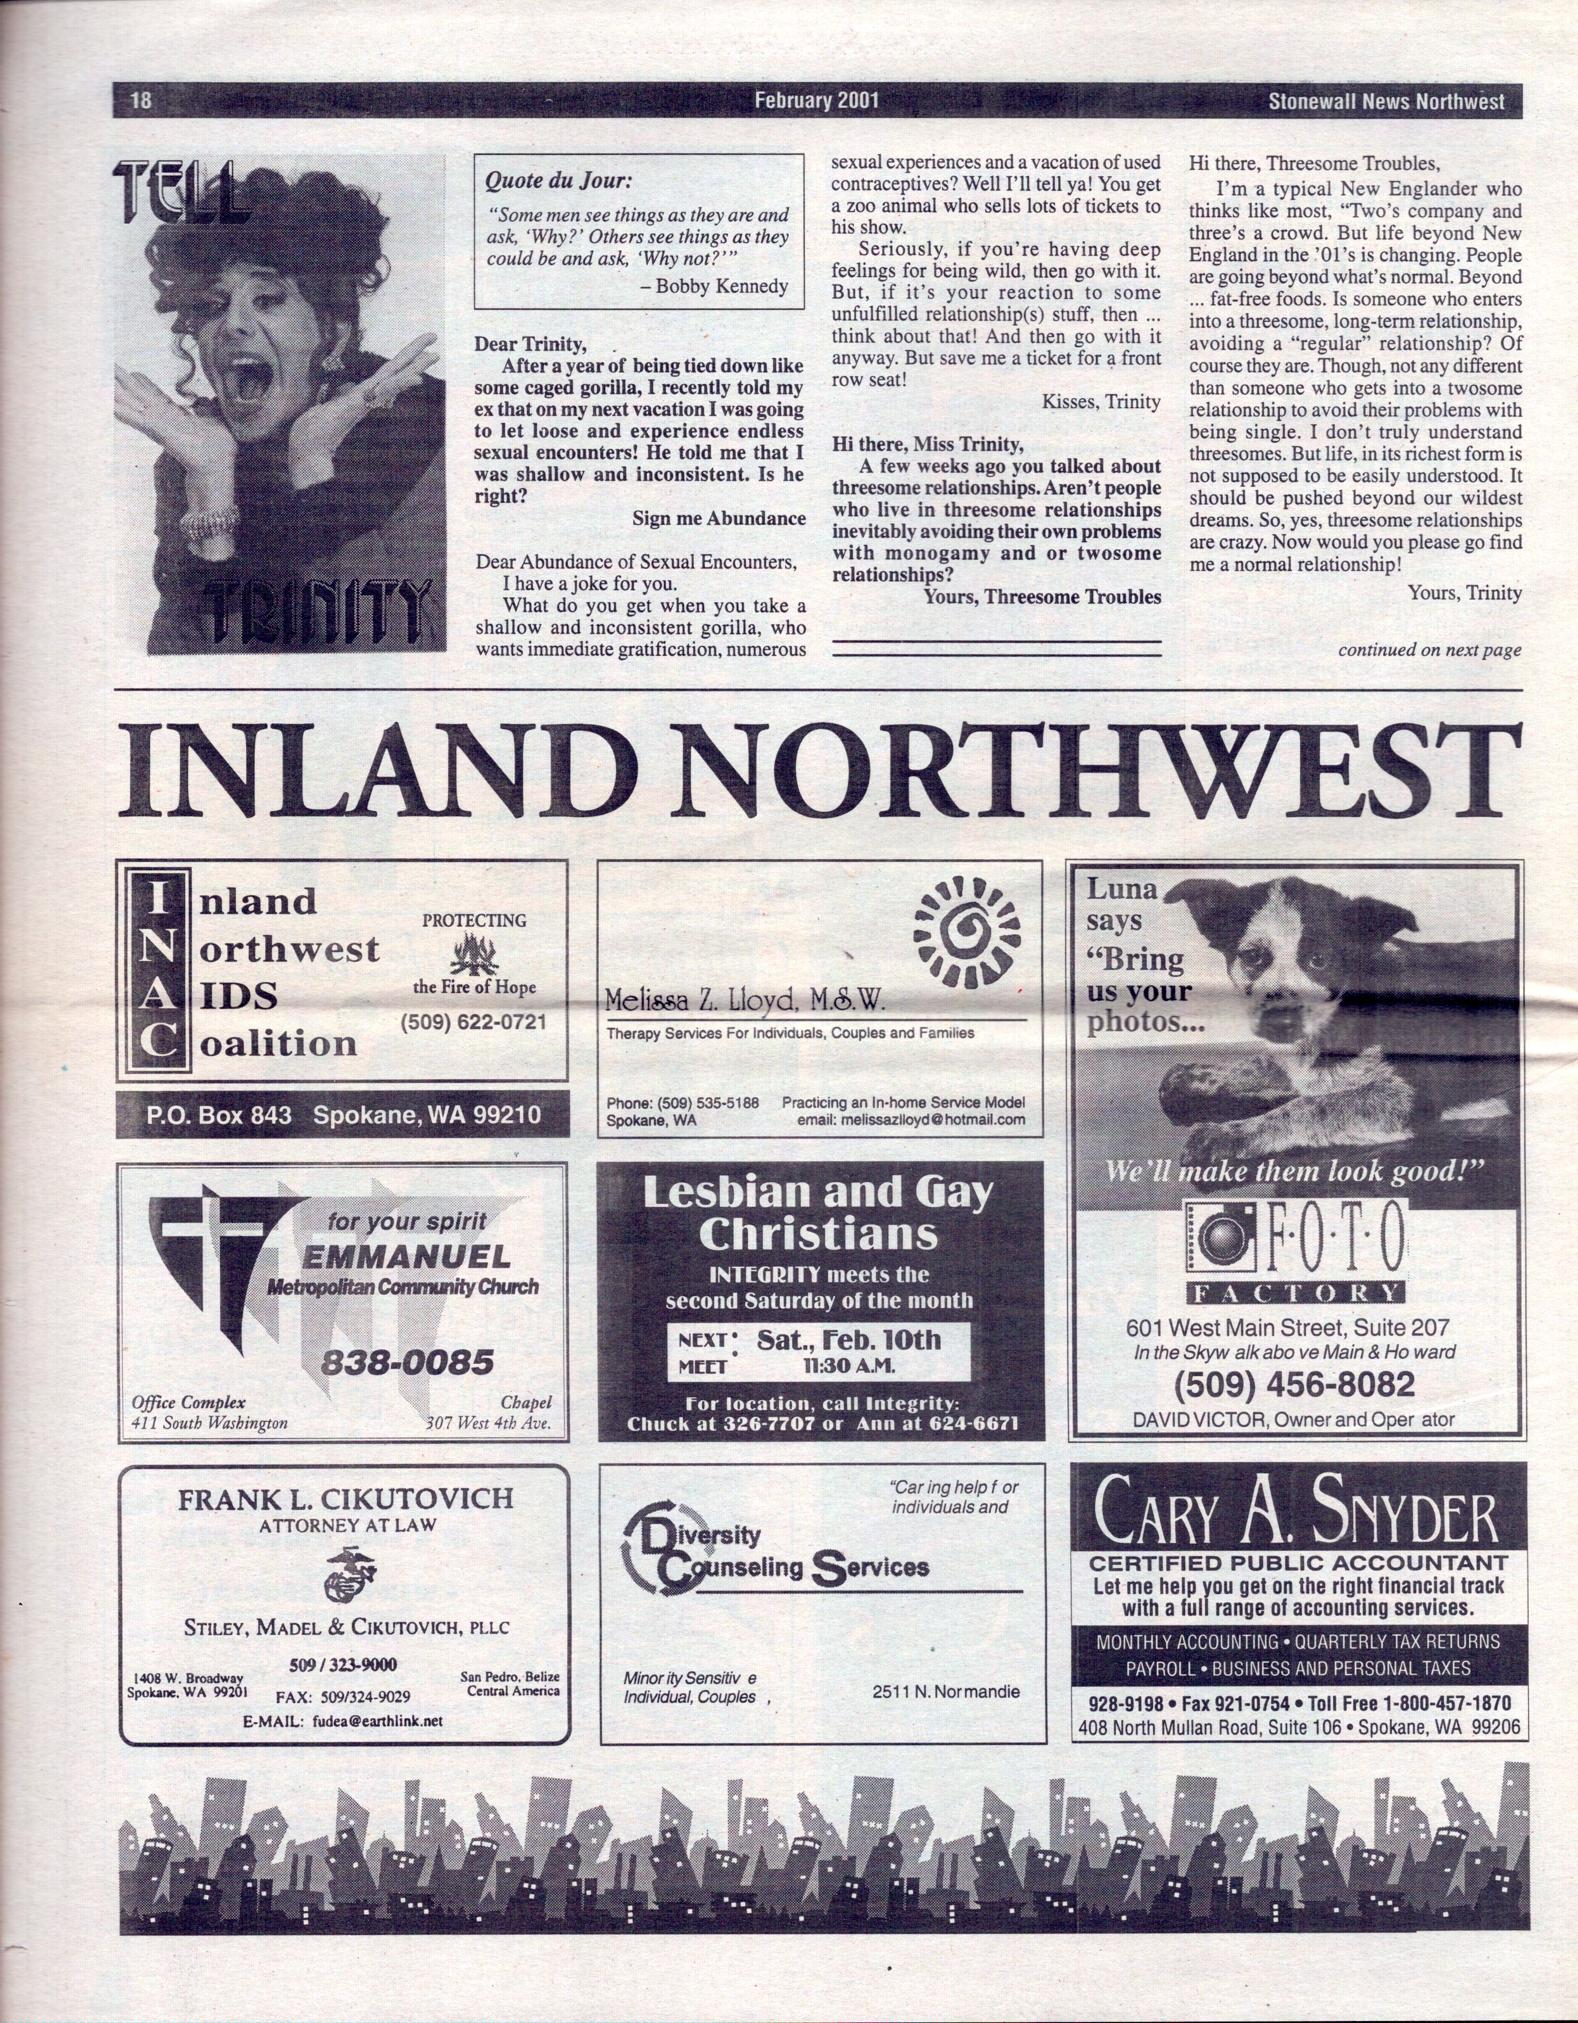 18
February 2001
Stonewall News Northwest
TELL
TRINITY
Quote du Jour:
“Some men see things as they are and
ask, ‘Why?’ Others see things as they
could be and ask, ‘Why not?’”
– Bobby Kennedy
Dear Trinity,
After a year of being tied down like
some caged gorilla, I recently told my
ex that on my next vacation I was going
to let loose and experience endless
sexual encounters! He told me that I
was shallow and inconsistent. Is he
right?
Sign me Abundance
Dear Abundance of Sexual Encounters,
I have a joke for you.
What do you get when you take a
shallow and inconsistent gorilla, who
wants immediate gratification, numerous
sexual experiences and a vacation of used
contraceptives? Well I’ll tell ya! You get
a zoo animal who sells lots of tickets to
his show.
Seriously, if you’re having deep
feelings for being wild, then go with it.
But, if it’s your reaction to some
unfulfilled relationship(s) stuff, then ...
think about that! And then go with it
anyway. But save me a ticket for a front
row seat!
Kisses, Trinity
Hi there, Miss Trinity,
A few weeks ago you talked about
threesome relationships. Aren’t people
who live in threesome relationships
inevitably avoiding their own problems
with monogamy and or twosome
relationships?
Yours, Threesome Troubles
Hi there, Threesome Troubles,
I’m a typical New Englander who
thinks like most, “Two’s company and
three’s a crowd. But life beyond New
England in the ’01’s is changing. People
are going beyond what’s normal. Beyond
... fat-free foods. Is someone who enters
into a threesome, long-term relationship,
avoiding a “regular” relationship? Of
course they are. Though, not any different
than someone who gets into a twosome
relationship to avoid their problems with
being single. I don’t truly understand
threesomes. But life, in its richest form is
not supposed to be easily understood. It
should be pushed beyond our wildest
dreams. So, yes, threesome relationships
are crazy. Now would you please go find
me a normal relationship!
Yours, Trinity
continued on next page
INLAND NORTHWEST
Inland
Northwest
AIDS
Coalition
PROTECTING
the Fire of Hope
(509) 622-0721
P.O. Box 843 Spokane, WA 99210
Melissa Z. Lloyd, M.S.W.
Therapy Services For Individuals, Couples and Families
Phone: (509) 535-5188 Practicing an In-home Service Model
Spokane, WA email: melissazlloyd@hotmail.com
Luna
says
“Bring
us your
photos...
We’ll make them look good!”
F·O·T·O
FACTORY
601 West Main Street, Suite 207
In the Skyw alk abo ve Main & Ho ward
(509) 456-8082
DAVID VICTOR, Owner and Oper ator
for your spirit
EMMANUEL
Metropolitan Community Church
838-0085
Office Complex Chapel
411 South Washington 307 West 4th Ave.
Lesbian and Gay
Christians
INTEGRITY meets the
second Saturday of the month
NEXT : Sat., Feb. 10th
MEET 11:30 A.M.
For location, call Integrity:
Chuck at 326-7707 or Ann at 624-6671
FRANK L. CIKUTOVICH
ATTORNEY AT LAW
STILEY, MADEL & CIKUTOVICH, PLLC
509 / 323-9000
1408 W. Broadway
Spokane, WA 99201
FAX: 509/324-9029
San Pedro, Belize
Central America
E-MAIL: fudea@earthlink.net
“Car ing help f or
individuals and
Diversity
Counseling Services
Minor ity Sensitiv e
Individual, Couples ,
2511 N. Normandie
CARY A. SNYDER
CERTIFIED PUBLIC ACCOUNTANT
Let me help you get on the right financial track
with a full range of accounting services.
MONTHLY ACCOUNTING • QUARTERLY TAX RETURNS
PAYROLL • BUSINESS AND PERSONAL TAXES
928-9198 • Fax 921-0754 • Toll Free 1-800-457-1870
408 North Mullan Road, Suite 106 • Spokane, WA 99206